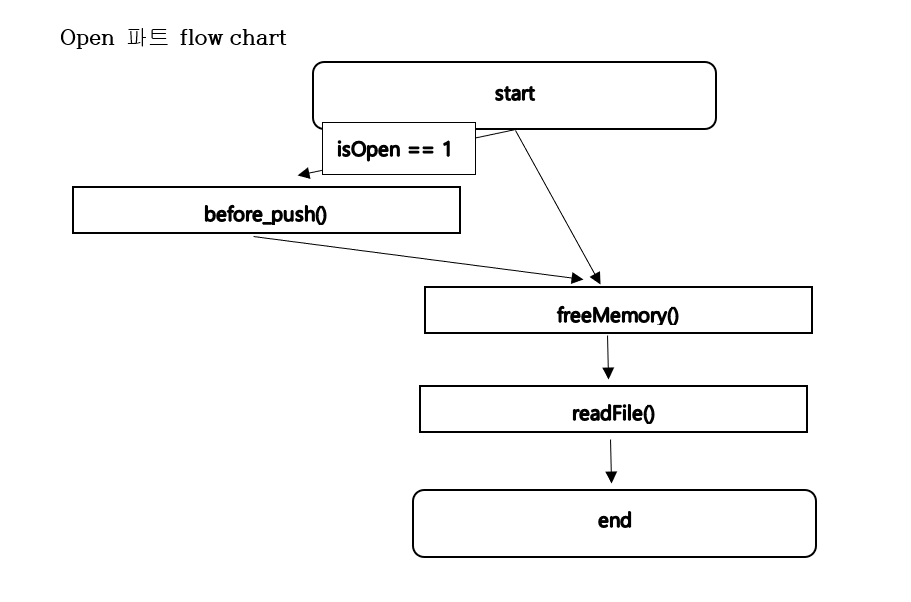 Open 파트 flow chart
start
isOpen == 1
before_push()
freeMemory()
readFile()
end